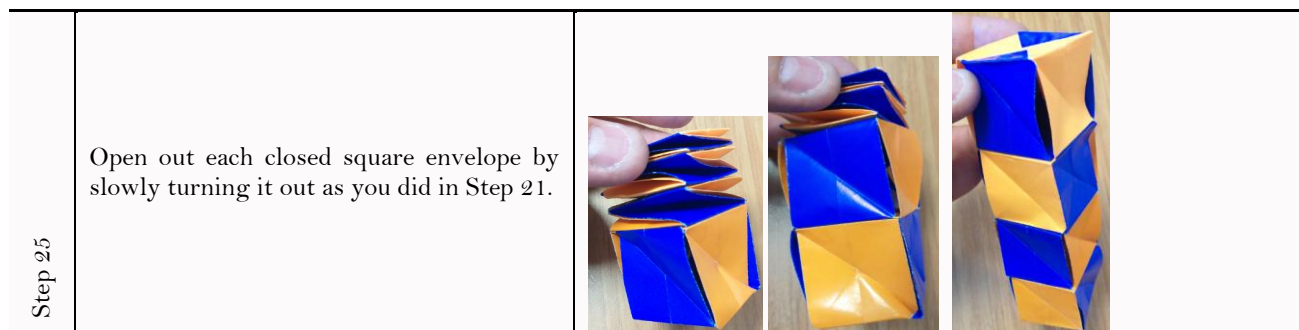 Step 25
Open out each closed square envelope by
slowly turning it out as you did in Step 21.